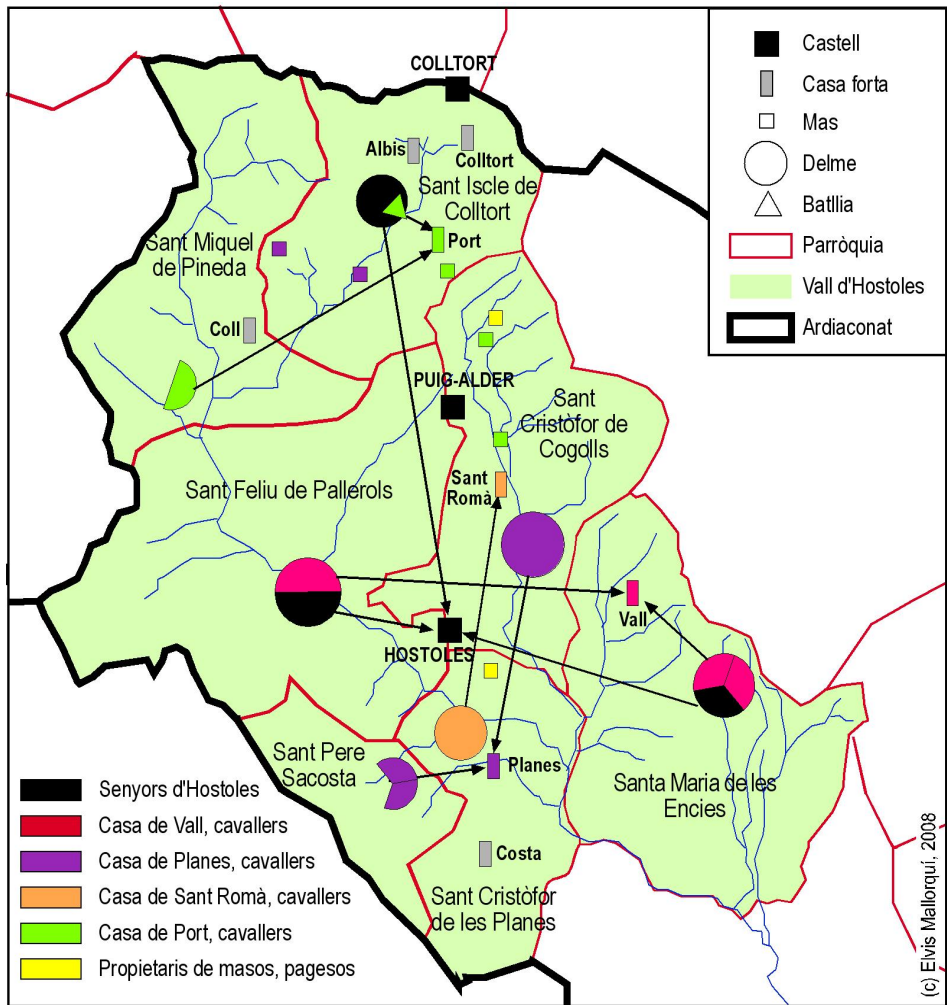 COLLTORT
Albis
Colltort
Sant Iscle de
Colltort
Port
Sant Miquel
de Pineda
Coll
PUIG-ALDER
Sant
Cristòfor de
Cogolls
Sant
Romà
Sant Feliu de Pallerols
Vall
HOSTOLES
Sant Pere
Sacosta
Planes
Santa Maria de les
Encies
Costa
Sant Cristòfor
de les Planes
Castell
Casa forta
Mas
Delme
Batllia
Parròquia
Vall d'Hostoles
Ardiaconat
Senyors d'Hostoles
Casa de Vall, cavallers
Casa de Planes, cavallers
Casa de Sant Romà, cavallers
Casa de Port, cavallers
Propietaris de masos, pagesos
(c) Elvis Mallorquí, 2008